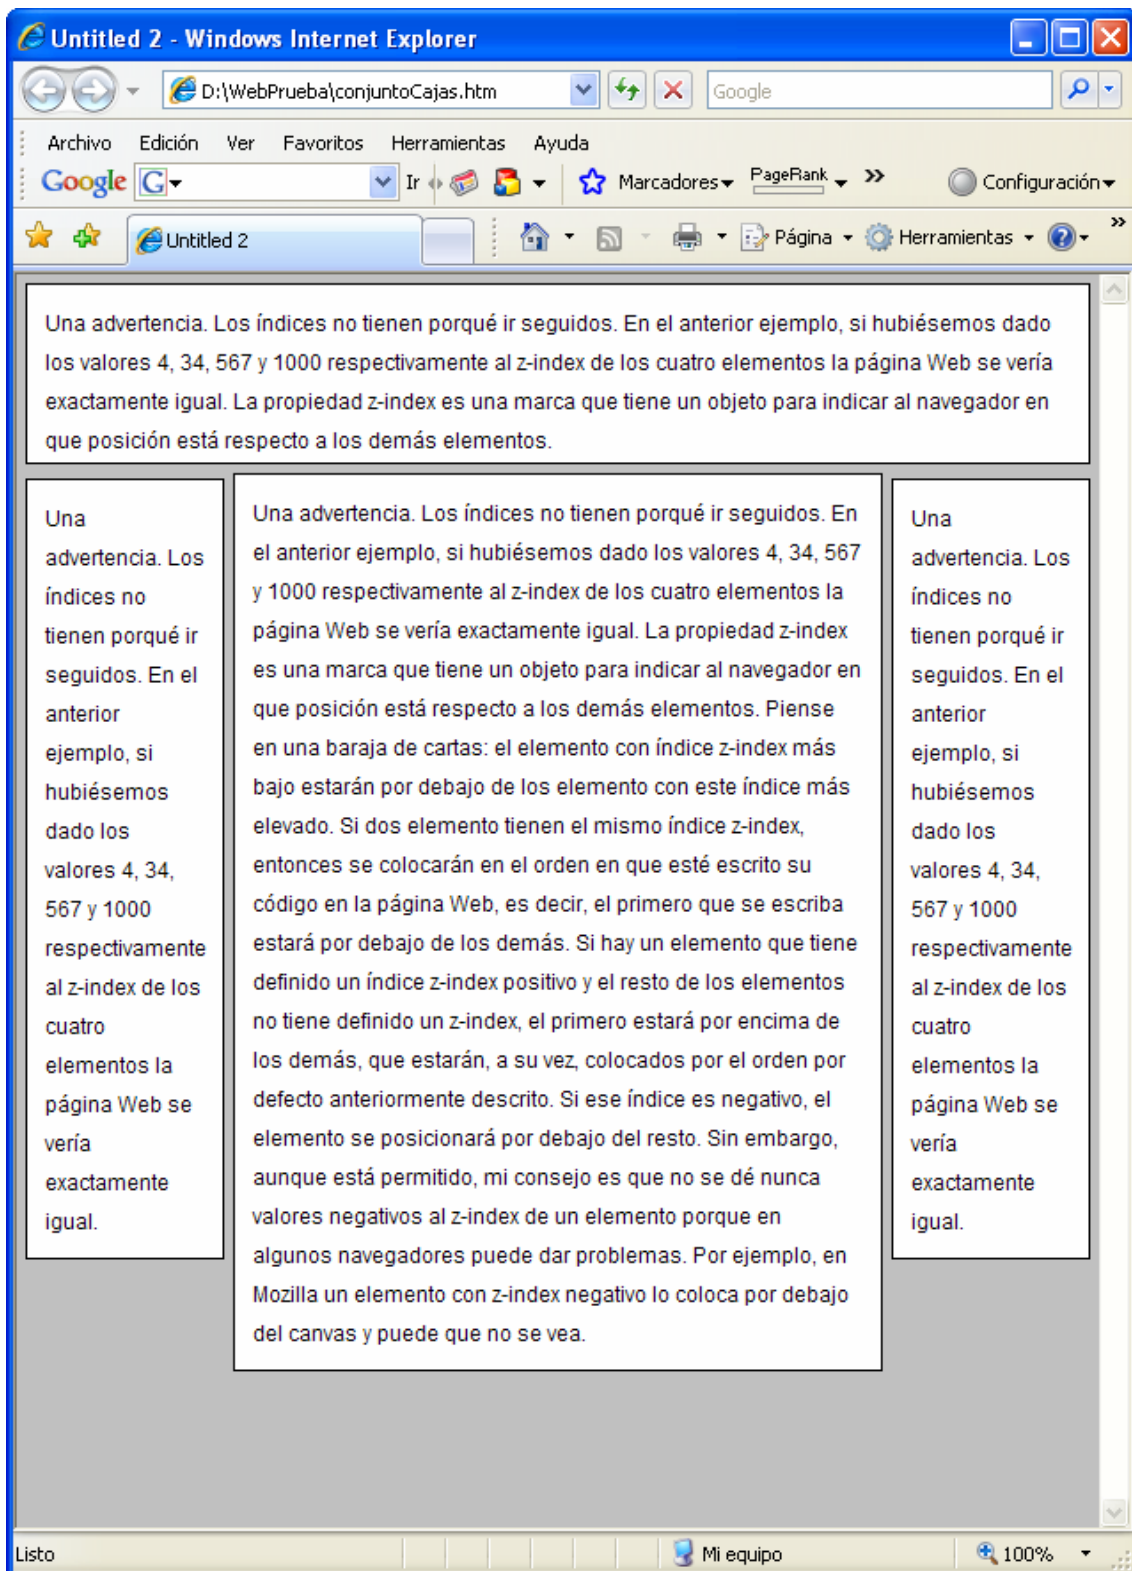 Untitled 2 - Windows Internet Explorer
D:\WebPrueba\conjuntoCajas.htm
Google
Archivo Edición Ver Favoritos Herramientas Ayuda
Google G Ir Marcadores PageRank Configuración
Untitled 2
Página Herramientas
Una advertencia. Los índices no tienen porqué ir seguidos. En el anterior ejemplo, si hubiésemos dado
los valores 4, 34, 567 y 1000 respectivamente al z-index de los cuatro elementos la página Web se vería
exactamente igual. La propiedad z-index es una marca que tiene un objeto para indicar al navegador en
que posición está respecto a los demás elementos.
Una
advertencia. Los
índices no
tienen porqué ir
seguidos. En el
anterior
ejemplo, si
hubiésemos
dado los
valores 4, 34,
567 y 1000
respectivamente
al z-index de los
cuatro
elementos la
página Web se
vería
exactamente
igual.
Una advertencia. Los índices no tienen porqué ir seguidos. En
el anterior ejemplo, si hubiésemos dado los valores 4, 34, 567
y 1000 respectivamente al z-index de los cuatro elementos la
página Web se vería exactamente igual. La propiedad z-index
es una marca que tiene un objeto para indicar al navegador en
que posición está respecto a los demás elementos. Piense
en una baraja de cartas: el elemento con índice z-index más
bajo estarán por debajo de los elemento con este índice más
elevado. Si dos elemento tienen el mismo índice z-index,
entonces se colocarán en el orden en que esté escrito su
código en la página Web, es decir, el primero que se escriba
estará por debajo de los demás. Si hay un elemento que tiene
definido un índice z-index positivo y el resto de los elementos
no tiene definido un z-index, el primero estará por encima de
los demás, que estarán, a su vez, colocados por el orden por
defecto anteriormente descrito. Si ese índice es negativo, el
elemento se posicionará por debajo del resto. Sin embargo,
aunque está permitido, mi consejo es que no se dé nunca
valores negativos al z-index de un elemento porque en
algunos navegadores puede dar problemas. Por ejemplo, en
Mozilla un elemento con z-index negativo lo coloca por debajo
del canvas y puede que no se vea.
Una
advertencia. Los
índices no
tienen porqué ir
seguidos. En el
anterior
ejemplo, si
hubiésemos
dado los
valores 4, 34,
567 y 1000
respectivamente
al z-index de los
cuatro
elementos la
página Web se
vería
exactamente
igual.
Listo Mi equipo 100%